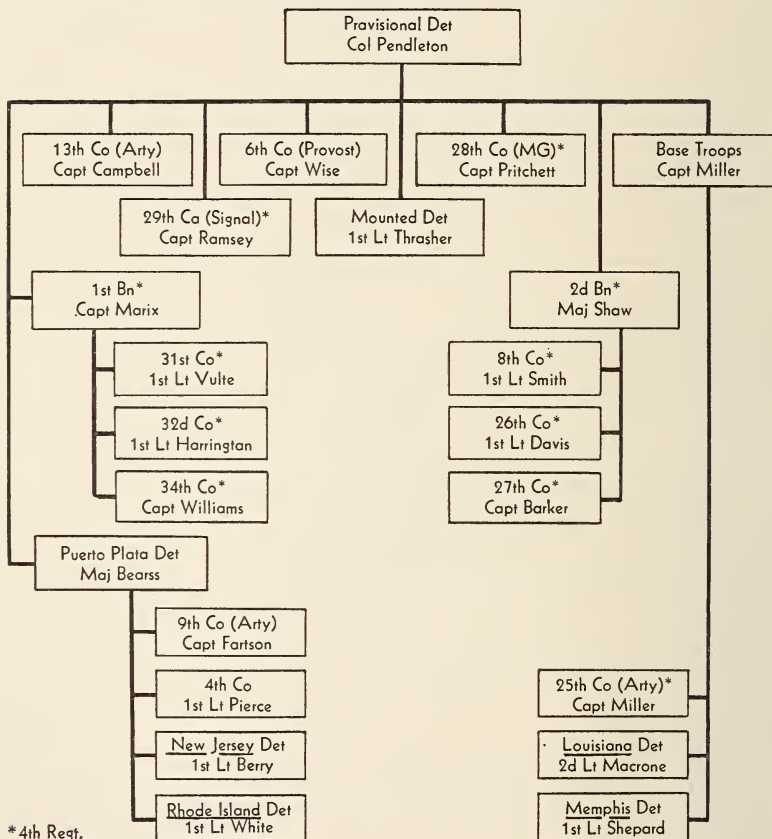 Pravisional Det
Col Pendleton
13th Co (Arty)
Capt Campbell
6th Co (Provost)
Capt Wise
28th Co (MG)*
Capt Pritchett
Base Troops
Capt Miller
29th Ca (Signal)*
Capt Ramsey
Mounted Det
1st Lt Thrasher
1st Bn*
Capt Marix
2d Bn*
Maj Shaw
31st Co*
1st Lt Vulte
8th Co*
1st Lt Smith
32d Co*
1st Lt Harrington
26th Co*
1st Lt Davis
34th Co*
Capt Williams
27th Co*
Capt Barker
Puerto Plata Det
Maj Bearss
9th Co (Arty)
Capt Fartson
4th Co
1st Lt Pierce
25th Co (Arty)*
Capt Miller
New Jersey Det
1st Lt Berry
Louisiana Det
2d Lt Macrone
Rhode Island Det
1st Lt White
Memphis Det
1st Lt Shepard
*4th Regt.